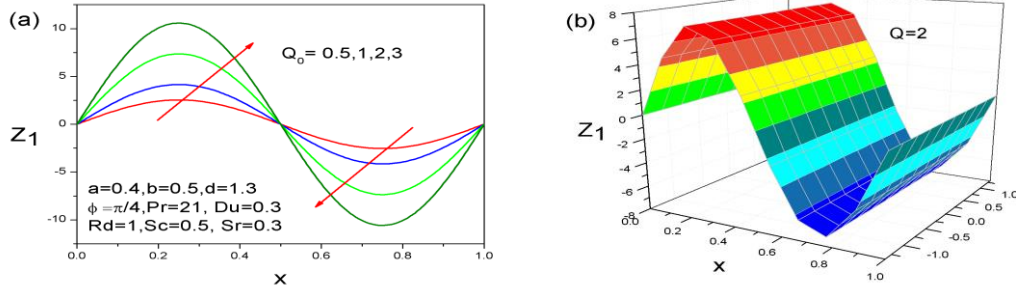 (a)
10
5
0
-5
-10
Z1
Q0= 0.5,1,2,3
a=0.4,b=0.5,d=1.3
ϕ=π/4,Pr=21, Du=0.3
Rd=1,Sc=0.5, Sr=0.3
0.0 0.2 0.4 0.6 0.8 1.0
x
(b)
Q=2
8
6
4
2
0
-2
-4
-6
-8
Z1
0.0 0.2 0.4 0.6 0.8 1.0
x
1.0
0.5
0.0
-0.5
-1.0